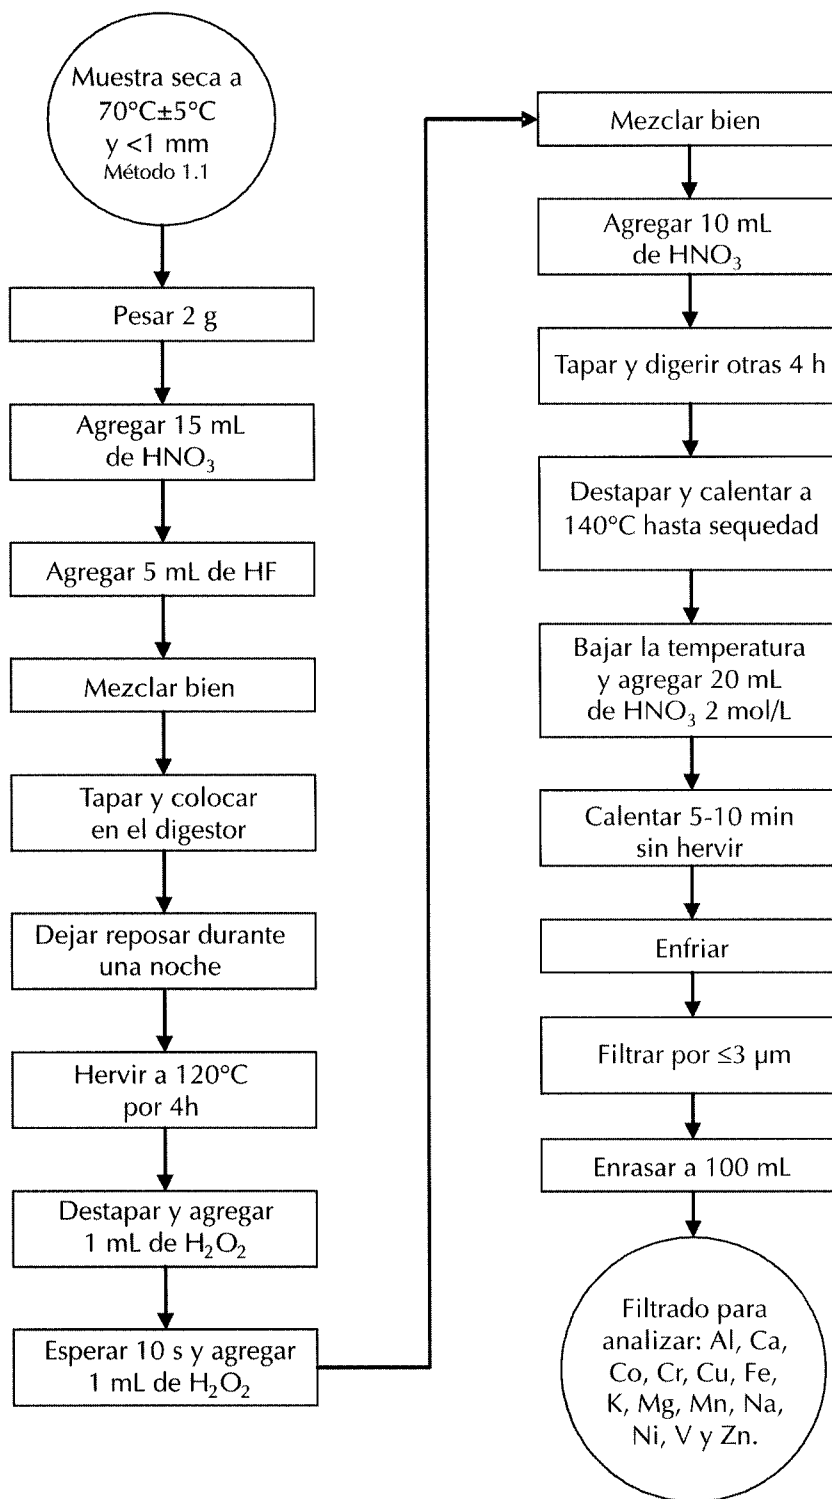 Muestra seca a
70°C±5°C
y <1 mm
Método 1.1
Pesar 2 g
Agregar 15 mL
de HNO₃
Agregar 5 mL de HF
Mezclar bien
Tapar y colocar
en el digestor
Dejar reposar durante
una noche
Hervir a 120°C
por 4h
Destapar y agregar
1 mL de H₂O₂
Esperar 10 s y agregar
1 mL de H₂O₂
Mezclar bien
Agregar 10 mL
de HNO₃
Tapar y digerir otras 4 h
Destapar y calentar a
140°C hasta sequedad
Bajar la temperatura
y agregar 20 mL
de HNO₃ 2 mol/L
Calentar 5-10 min
sin hervir
Enfriar
Filtrar por ≤3 µm
Enrasar a 100 mL
Filtrado para
analizar: Al, Ca,
Co, Cr, Cu, Fe,
K, Mg, Mn, Na,
Ni, V y Zn.